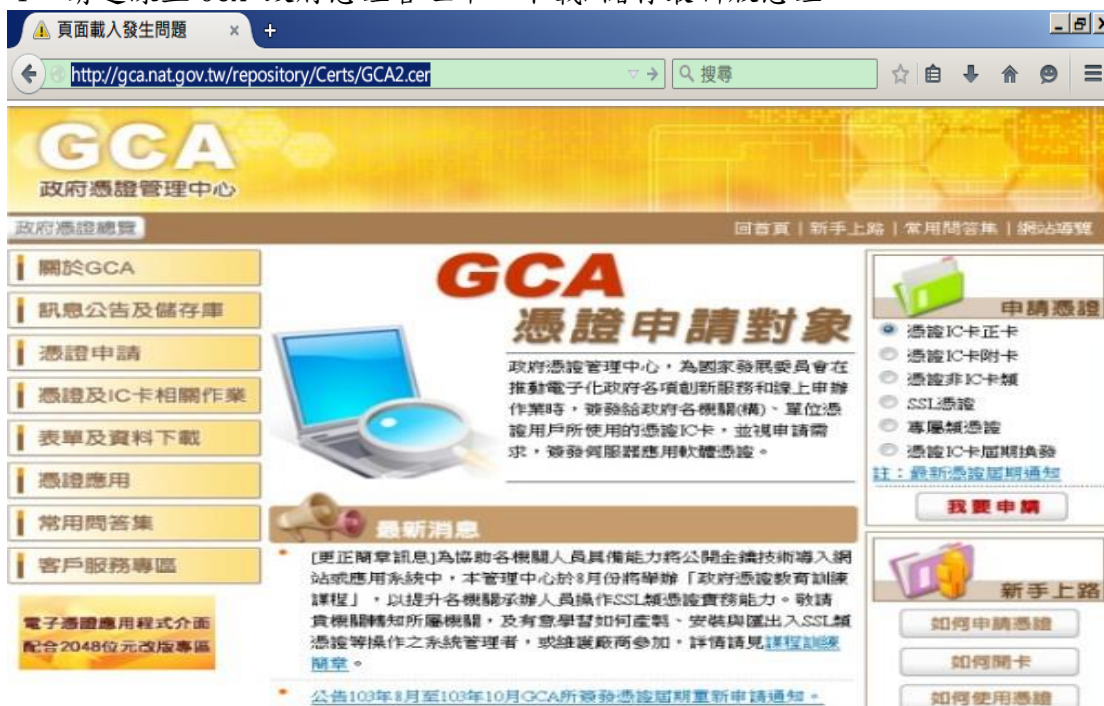 頁面載入發生問題
http://gca.nat.gov.tw/repository/Certs/GCA2.cer
搜尋
GCA
政府憑證管理中心
政府憑證總覽
回首頁 | 新手上路 | 常用問答集 | 網站導覽
關於GCA
訊息公告及儲存庫
憑證申請
憑證及IC卡相關作業
表單及資料下載
憑證應用
常用問答集
客戶服務專區
電子憑證應用程式介面
配合2048位元改版專區
GCA
憑證申請對象
政府憑證管理中心,為國家發展委員會在
推動電子化政府各項創新服務和線上申辦
作業時,簽發給政府各機關(構)、單位憑
證用戶所使用的憑證IC卡,並視申請需
求,簽發伺服器應用軟體憑證。
最新消息
[更正簡章訊息]為協助各機關人員具備能力將公開金鑰技術導入網
站或應用系統中,本管理中心於8月份將舉辦「政府憑證教育訓練
課程」,以提升各機關承辦人員操作SSL類憑證實務能力。敬請
貴機關轉知所屬機關,及有意學習如何產製、安裝與匯出入SSL類
憑證等操作之系統管理者,或維護廠商參加,詳情請見課程訓練
簡章。
公告103年8月至103年10月GCA所簽發憑證屆期重新申請通知。
申請憑證
憑證IC卡正卡
憑證IC卡附卡
憑證非IC卡類
SSL憑證
專屬類憑證
憑證IC卡屆期換發
註:最新憑證屆期通知
我要申請
新手上路
如何申請憑證
如何開卡
如何使用憑證